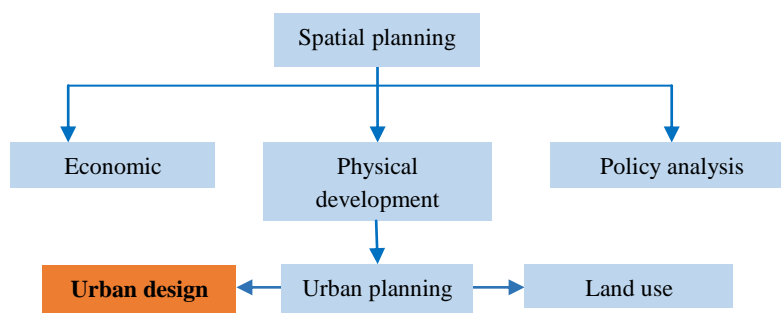 Spatial planning
Economic
Physical
development
Policy analysis
Urban design
Urban planning
Land use